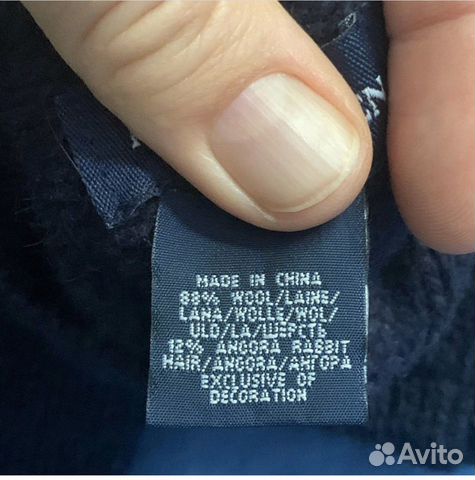 MADE IN CHINA
88% WOOL/LAINE/
LANA/WOLLE/WOL/
ULD/LA/ШЕРСТЬ
12% ANGORA RABBIT
HAIR/ANGORA/АНГОРА
EXCLUSIVE OF
DECORATION
Avito